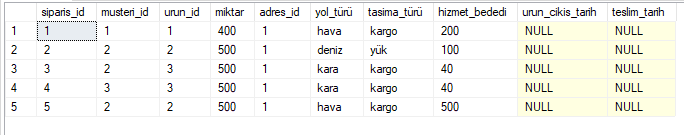 siparis_id musteri_id urun_id miktar adres_id yol_türü tasima_türü hizmet_bededi urun_cikis_tarih teslim_tarih
1 1 1 1 400 1 hava kargo 200 NULL NULL
2 2 2 2 500 1 deniz yük 100 NULL NULL
3 3 2 3 500 1 kara kargo 40 NULL NULL
4 4 3 3 500 1 kara kargo 40 NULL NULL
5 5 2 2 500 1 hava kargo 500 NULL NULL